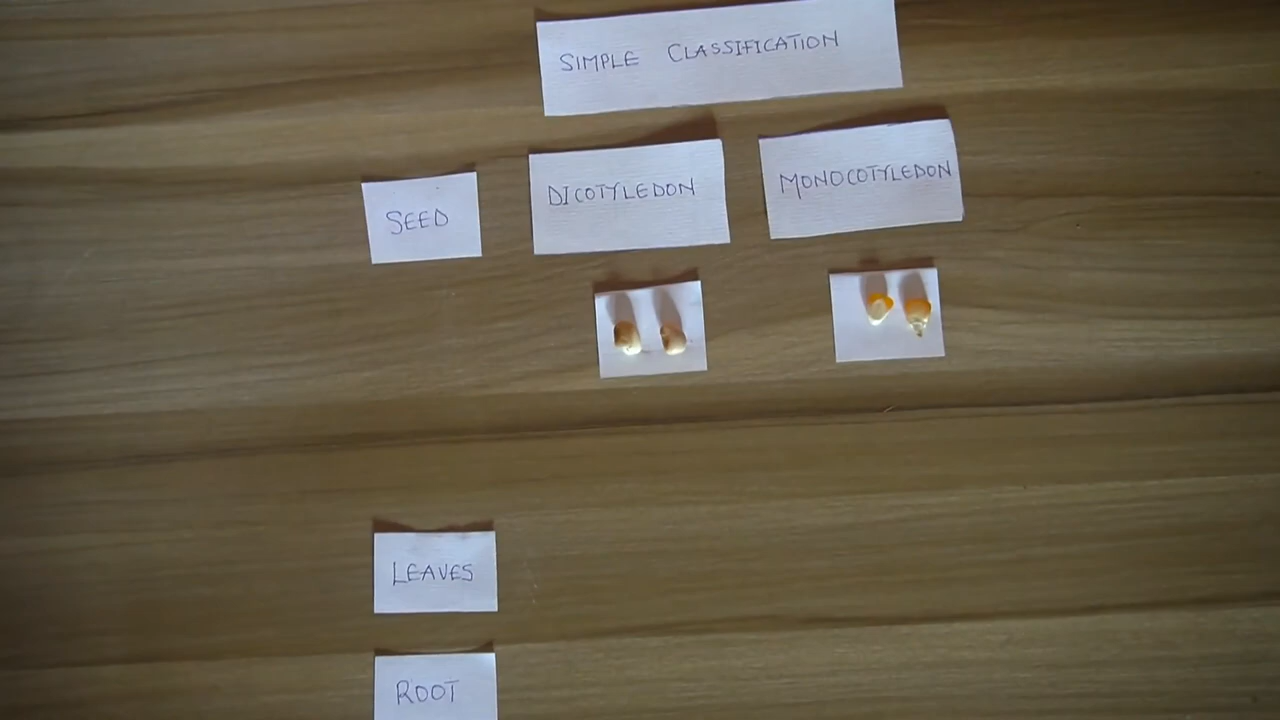 SIMPLE CLASSIFICATION
SEED
DICOTYLEDON
MONOCOTYLEDON
LEAVES
ROOT